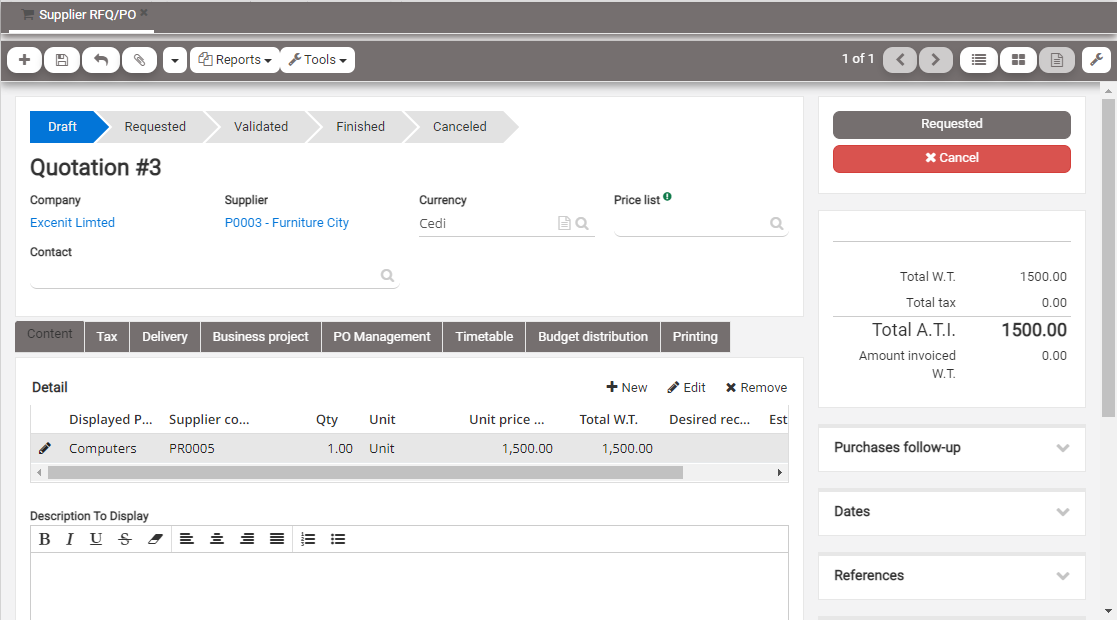 Supplier RFQ/PO
Reports
Tools
1 of 1
Draft
Requested
Validated
Finished
Canceled
Requested
Cancel
Quotation #3
Company
Supplier
Currency
Price list
Excenit Limted
P0003 - Furniture City
Cedi
Contact
Total W.T. 1500.00
Total tax 0.00
Total A.T.I. 1500.00
Amount invoiced 0.00
W.T.
Content
Tax
Delivery
Business project
PO Management
Timetable
Budget distribution
Printing
Detail
New
Edit
Remove
Displayed P... Supplier co... Qty Unit Unit price ... Total W.T. Desired rec... Est
Computers PR0005 1.00 Unit 1,500.00 1,500.00
Purchases follow-up
Dates
References
Description To Display
B I U S